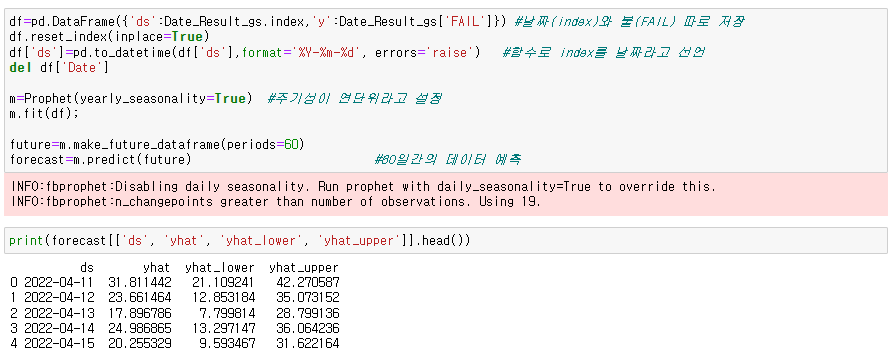 df=pd.DataFrame({'ds':Date_Result_gs.index,'y':Date_Result_gs['FAIL']}) #날짜(index)와 불(FAIL) 따로 저장
df.reset_index(inplace=True)
df['ds']=pd.to_datetime(df['ds'],format='%Y-%m-%d', errors='raise') #함수로 index를 날짜라고 선언
del df['Date']
m=Prophet(yearly_seasonality=True) #주기성이 연단위라고 설정
m.fit(df);
future=m.make_future_dataframe(periods=60)
forecast=m.predict(future) #60일간의 데이터 예측
INFO:fbprophet:Disabling daily seasonality. Run prophet with daily_seasonality=True to override this.
INFO:fbprophet:n_changepoints greater than number of observations. Using 19.
print(forecast[['ds', 'yhat', 'yhat_lower', 'yhat_upper']].head())
ds yhat yhat_lower yhat_upper
0 2022-04-11 31.811442 21.109241 42.270587
1 2022-04-12 23.661464 12.853184 35.073152
2 2022-04-13 17.896786 7.799814 28.799136
3 2022-04-14 24.986865 13.297147 36.064236
4 2022-04-15 20.255329 9.593467 31.622164